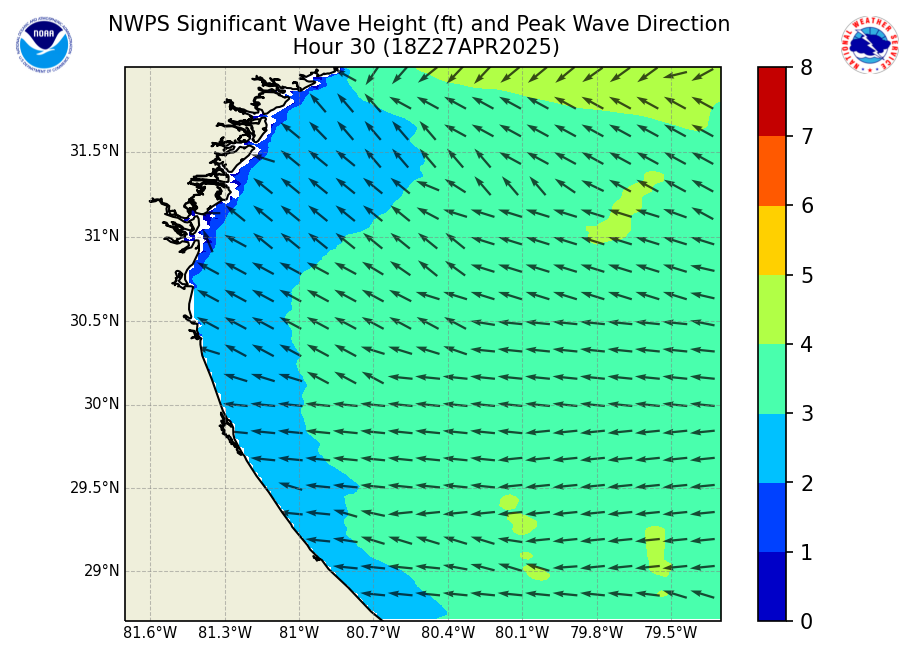 NWPS Significant Wave Height (ft) and Peak Wave Direction
Hour 30 (18Z27APR2025)
NOAA
NATIONAL WEATHER SERVICE
31.5°N
31°N
30.5°N
30°N
29.5°N
29°N
81.6°W 81.3°W 81°W 80.7°W 80.4°W 80.1°W 79.8°W 79.5°W
8
7
6
5
4
3
2
1
0